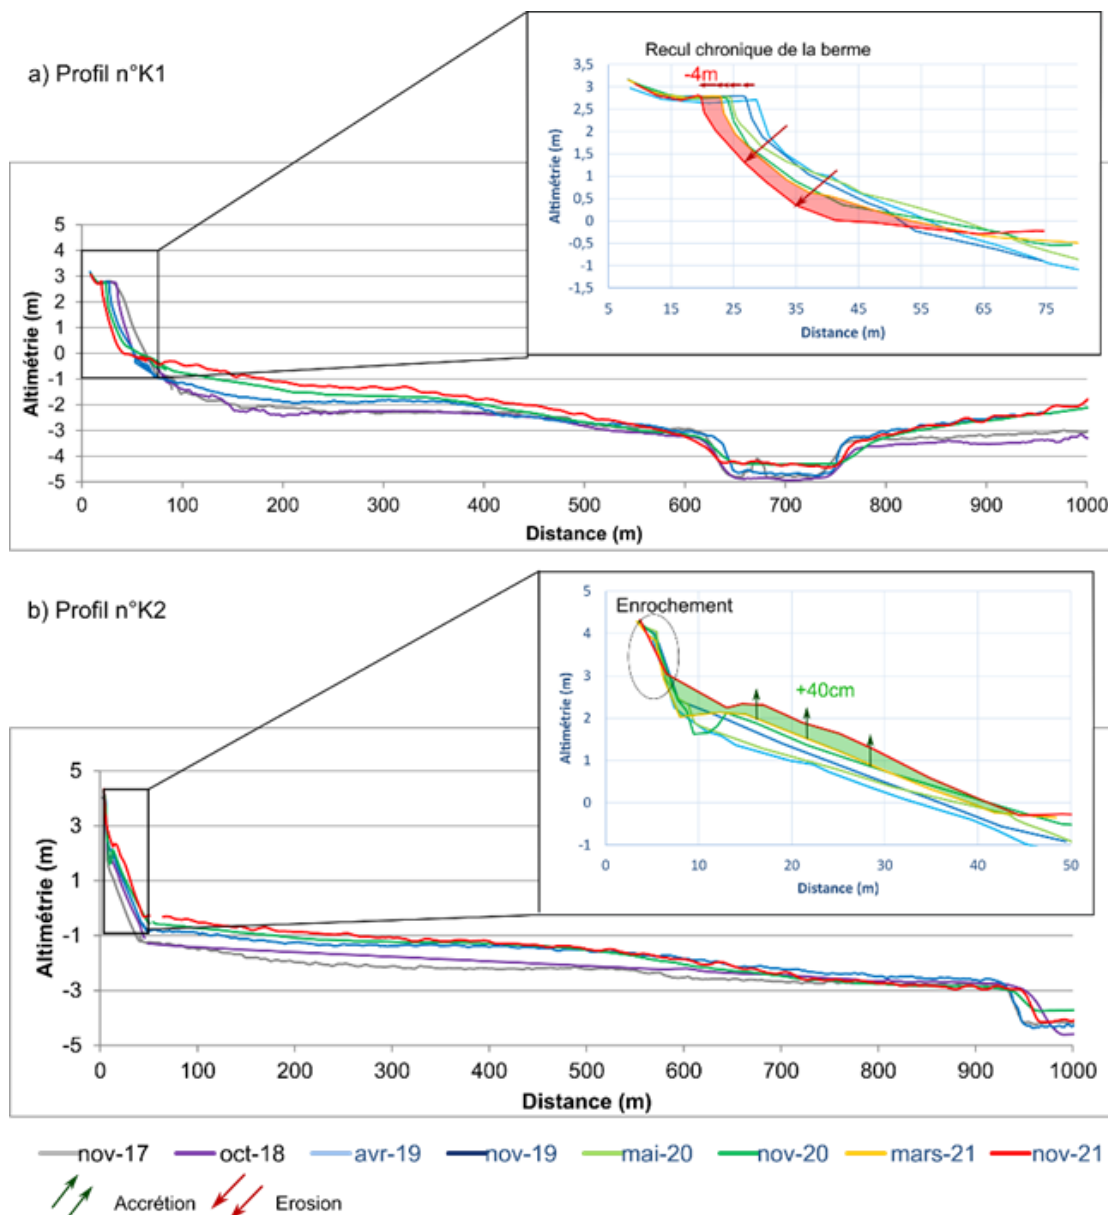 a) Profil n°K1
Recul chronique de la berme
-4m
3,5
3
2,5
2
1,5
1
0,5
0
-0,5
-1
-1,5
Altimétrie (m)
5 15 25 35 45 55 65 75
Distance (m)
5
4
3
2
1
0
-1
-2
-3
-4
-5
Altimétrie (m)
0 100 200 300 400 500 600 700 800 900 1000
Distance (m)
b) Profil n°K2
Enrochement
+40cm
5
4
3
2
1
0
-1
Altimétrie (m)
0 10 20 30 40 50
Distance (m)
5
3
1
-1
-3
-5
Altimétrie (m)
0 100 200 300 400 500 600 700 800 900 1000
Distance (m)
nov-17 oct-18 avr-19 nov-19 mai-20 nov-20 mars-21 nov-21
Accrétion Erosion